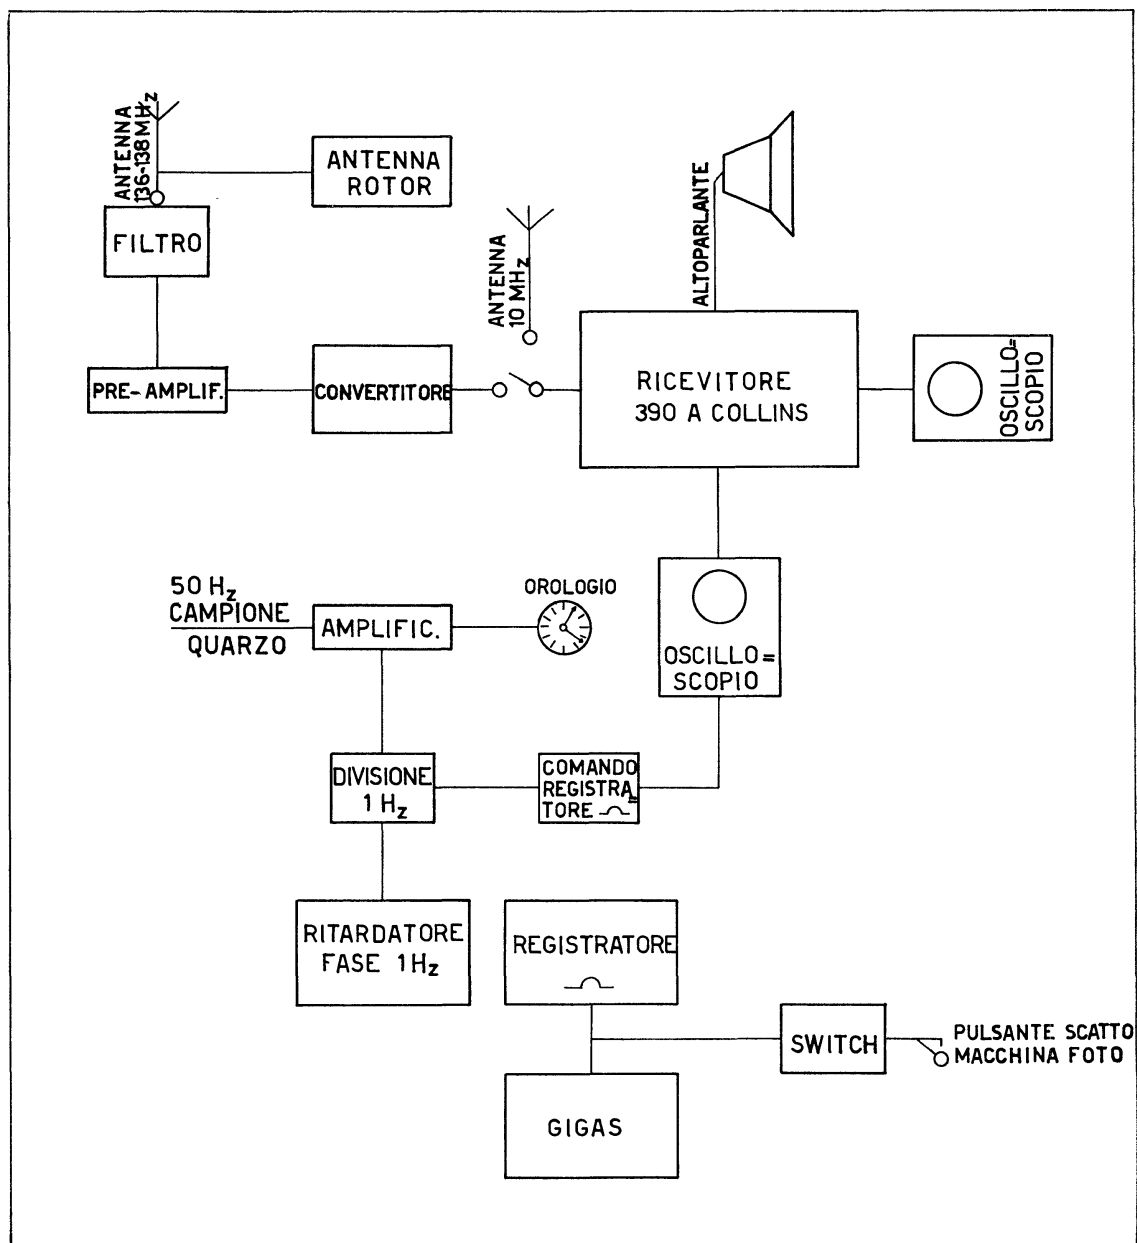 ANTENNA
136-138 MHz
ANTENNA
ROTOR
FILTRO
ALTOPARLANTE
ANTENNA
10 MHz
PRE-AMPLIF.
CONVERTITORE
RICEVITORE
390 A COLLINS
OSCILLO=
SCOPIO
50 Hz
CAMPIONE
QUARZO
AMPLIFIC.
OROLOGIO
OSCILLO=
SCOPIO
DIVISIONE
1 Hz
COMANDO
REGISTRA=
TORE
RITARDATORE
FASE 1Hz
REGISTRATORE
SWITCH
PULSANTE SCATTO
MACCHINA FOTO
GIGAS